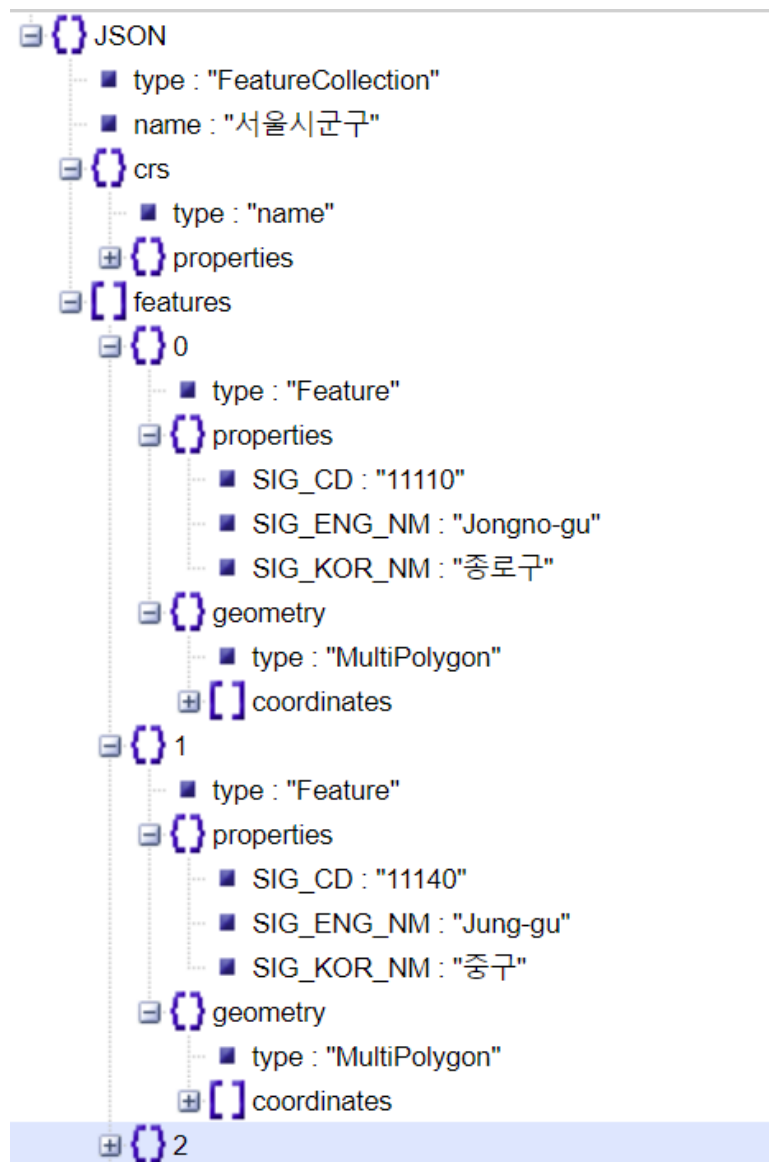 JSON
type : "FeatureCollection"
name : "서울시군구"
crs
type : "name"
properties
features
0
type : "Feature"
properties
SIG_CD : "11110"
SIG_ENG_NM : "Jongno-gu"
SIG_KOR_NM : "종로구"
geometry
type : "MultiPolygon"
coordinates
1
type : "Feature"
properties
SIG_CD : "11140"
SIG_ENG_NM : "Jung-gu"
SIG_KOR_NM : "중구"
geometry
type : "MultiPolygon"
coordinates
2